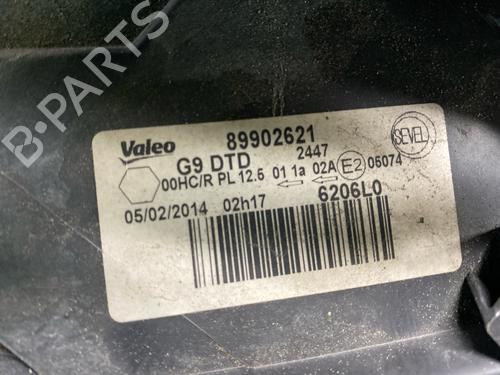 B-PARTS
Valeo 89902621 SEVEL
G9 DTD 2447
00HC/R PL 12.5 01 1a 02A E2 05074
05/02/2014 02h17 6206L0